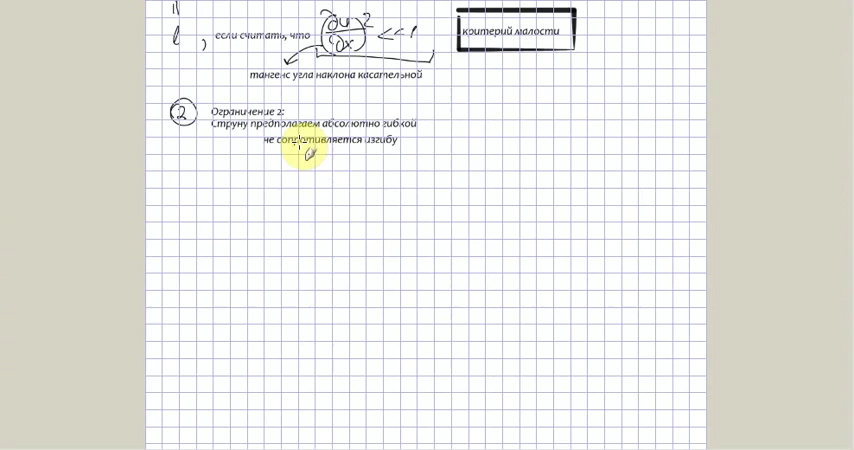 l, если считать, что (∂u/∂x)² << 1
критерий малости
тангенс угла наклона касательной
2 Ограничение 2:
Струну предполагаем абсолютно гибкой
не сопротивляется изгибу